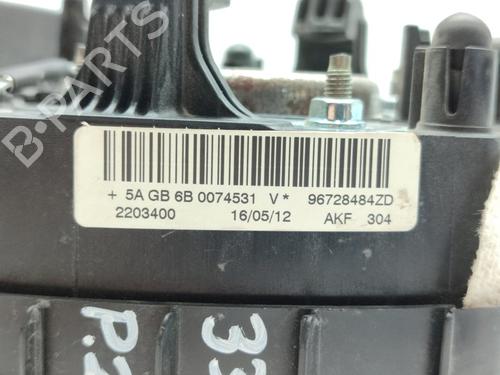 B-PARTS
+ 5A GB 6B 0074531 V* 96728484ZD
2203400 16/05/12 AKF 304